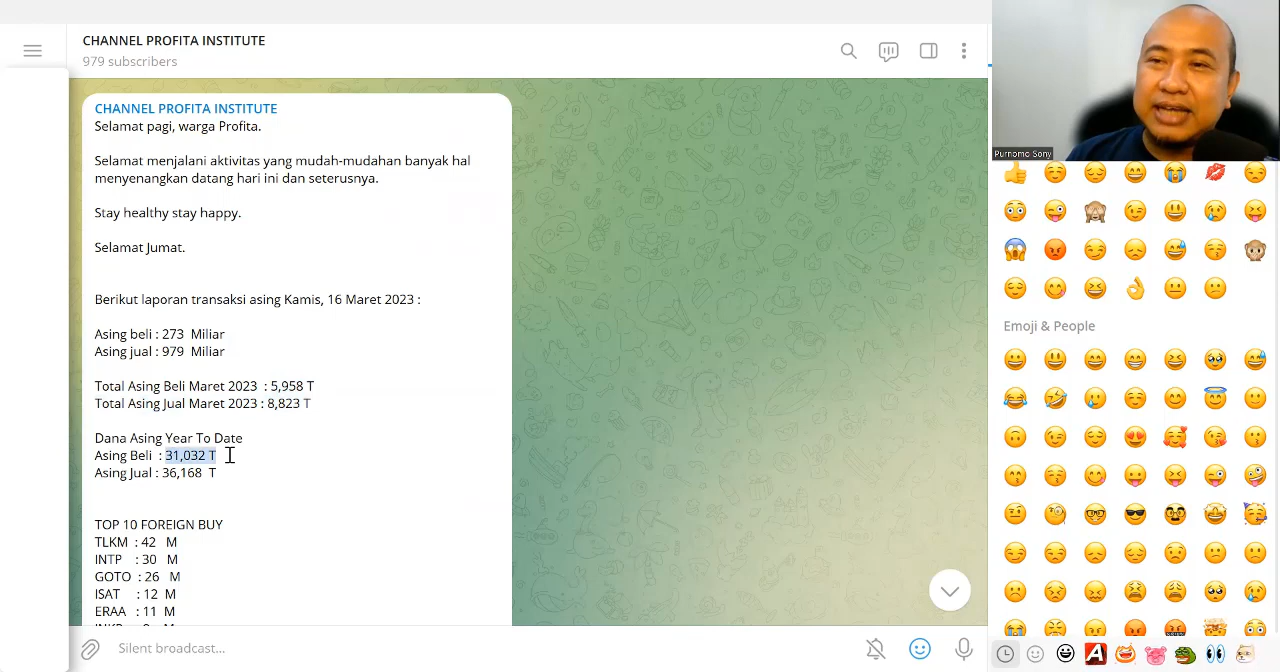 CHANNEL PROFITA INSTITUTE
979 subscribers
CHANNEL PROFITA INSTITUTE
Selamat pagi, warga Profita.
Selamat menjalani aktivitas yang mudahmudahan banyak hal
menyenangkan datang hari ini dan seterusnya.
Stay healthy stay happy.
Selamat Jumat.
Berikut laporan transaksi asing Kamis, 16 Maret 2023 :
Asing beli : 273 Miliar
Asing jual : 979 Miliar
Total Asing Beli Maret 2023 : 5,958 T
Total Asing Jual Maret 2023 : 8,823 T
Dana Asing Year To Date
Asing Beli : 31,032 T
Asing Jual : 36,168 T
TOP 10 FOREIGN BUY
TLKM : 42 M
INTP : 30 M
GOTO : 26 M
ISAT : 12 M
ERAA : 11 M
Silent broadcast...
Purnomo Sony
Emoji & People